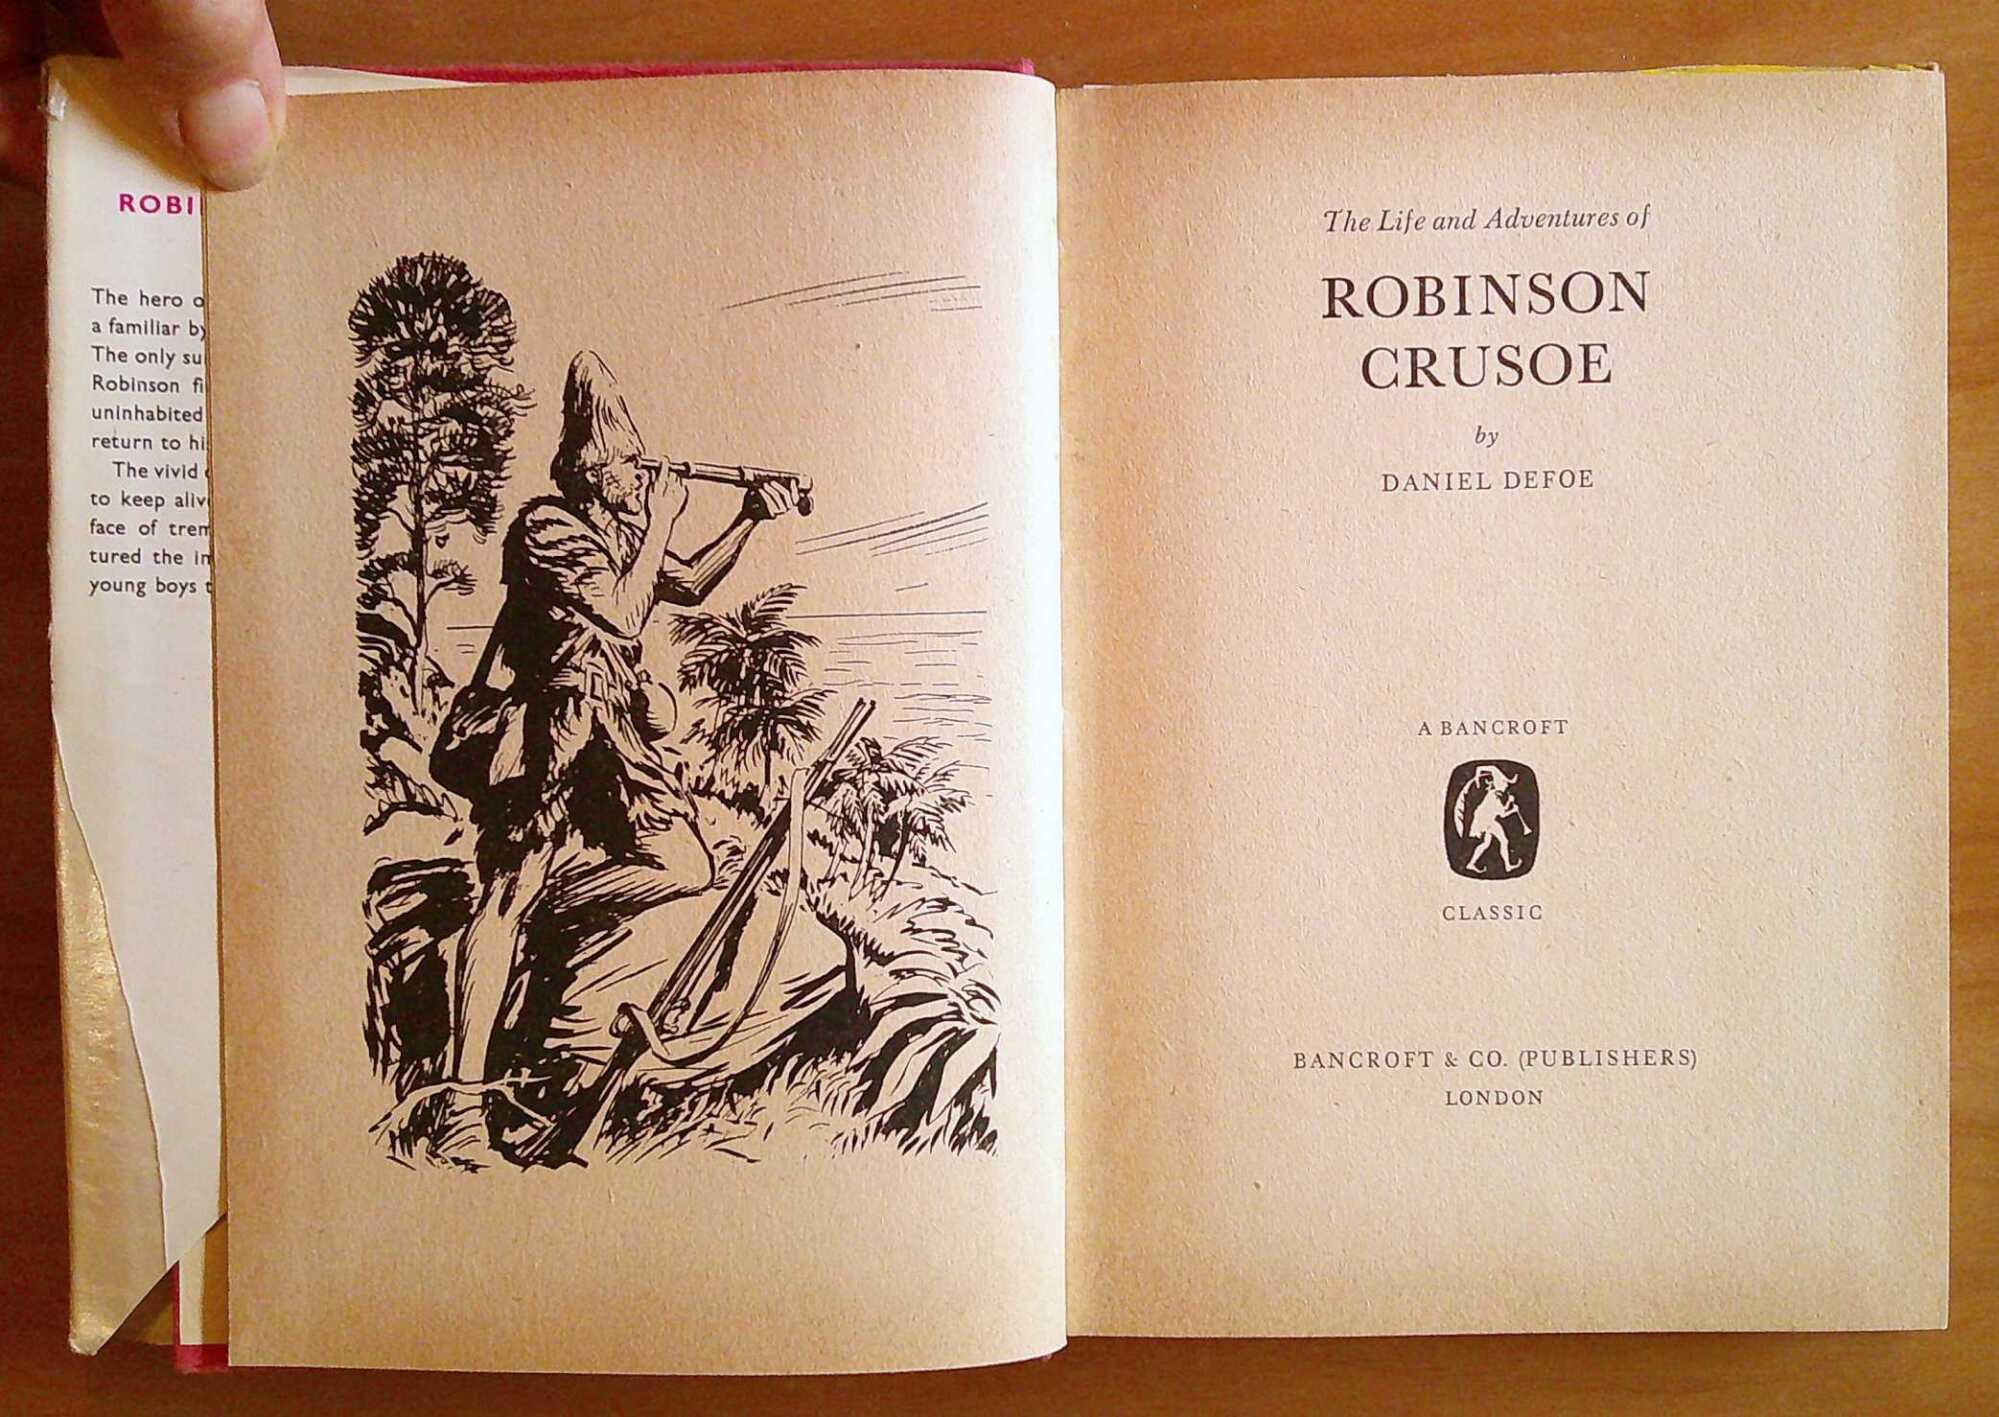 ROBI
The hero o
a familiar by
The only su
Robinson fi
uninhabited
return to hi
The vivid
to keep aliv
face of trem
tured the in
young boys t
The Life and Adventures of
ROBINSON
CRUSOE
by
DANIEL DEFOE
A BANCROFT
CLASSIC
BANCROFT & CO. (PUBLISHERS)
LONDON